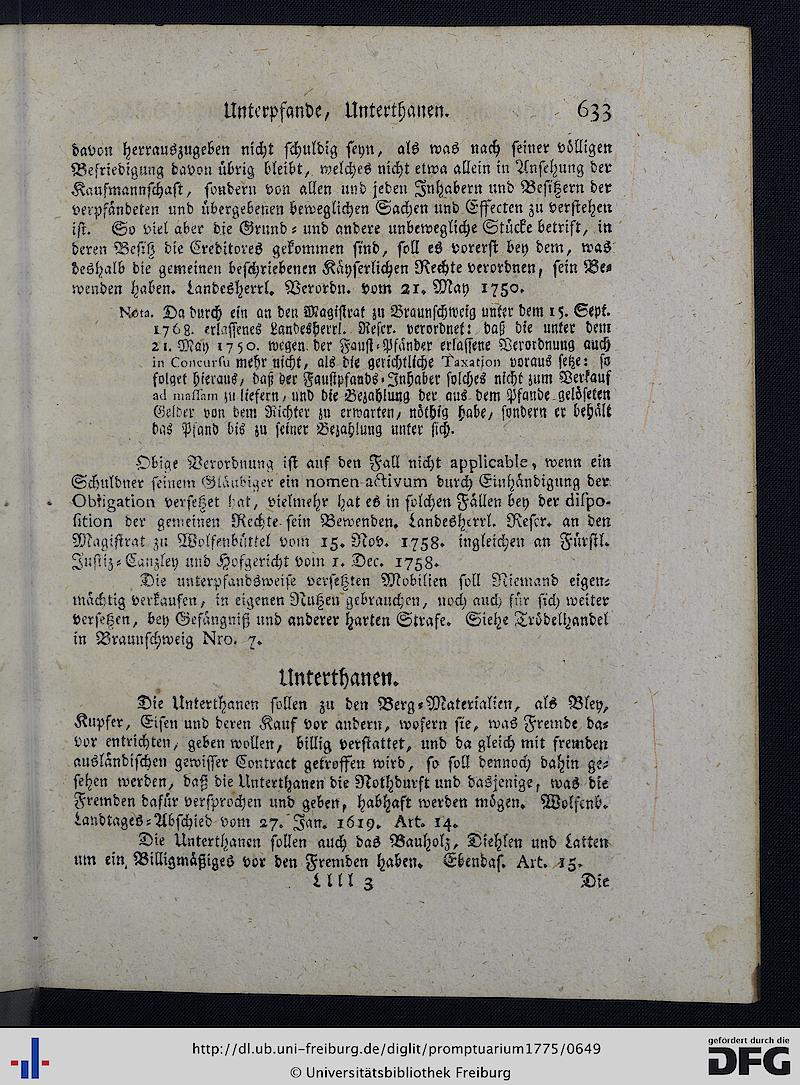 Unterpfande, Unterthanen. 633
davon herrauszugeben nicht schuldig seyn, als was nach seiner völligen
Befriedigung davon übrig bleibt, welches nicht etwa allein in Ansehung der
Kaufmannschaft, sondern von allen und jeden Inhabern und Besitzern der
verpfändeten und übergebenen beweglichen Sachen und Effecten zu verstehen
ist. So viel aber die Grund- und andere unbewegliche Stücke betrift, in
deren Besitz die Creditores gekommen sind, soll es vorerst bey dem, was
deshalb die gemeinen beschriebenen Käyserlichen Rechte verordnen, sein Be-
wenden haben. Landesherrl. Verordn. vom 21. May 1750.
Nota. Da durch ein an den Magistrat zu Braunschweig unter dem 15. Sept.
1768. erlassenes Landesherrl. Rescr. verordnet: daß die unter dem
21. May 1750. wegen der Faust-Pfänder erlassene Verordnung auch
in Concursu mehr nicht, als die gerichtliche Taxation voraus setze: so
folget hieraus, daß der Faustpfands-Inhaber solches nicht zum Verkauf
ad massam zu liefern, und die Bezahlung der aus dem Pfande gelöseten
Gelder von dem Richter zu erwarten, nöthig habe, sondern er behält
das Pfand bis zu seiner Bezahlung unter sich.
Obige Verordnung ist auf den Fall nicht applicable, wenn ein
Schuldner seinem Gläubiger ein nomen activum durch Einhändigung der
Obligation versetzet hat, vielmehr hat es in solchen Fällen bey der dispo-
sition der gemeinen Rechte sein Bewenden. Landesherrl. Rescr. an den
Magistrat zu Wolfenbüttel vom 15. Nov. 1758. ingleichen an Fürstl.
Justiz-Canzley und Hofgericht vom 1. Dec. 1758.
Die unterpfandsweise versetzten Mobilien soll Niemand eigen-
mächtig verkaufen, in eigenen Nutzen gebrauchen, noch auch für sich weiter
versetzen, bey Gefängniß und anderer harten Strafe. Siehe Trödelhandel
in Braunschweig Nro. 7.
Unterthanen.
Die Unterthanen sollen zu den Berg-Materialien, als Bley,
Kupfer, Eisen und deren Kauf vor andern, wofern sie, was Fremde da-
vor entrichten, geben wollen, billig verstattet, und da gleich mit fremden
ausländischen gewisser Contract getroffen wird, so soll dennoch dahin ge-
sehen werden, daß die Unterthanen die Nothdurft und dasjenige, was die
Fremden dafür versprochen und geben, habhaft werden mögen. Wolfenb.
Landtages-Abschied vom 27. Jan. 1619. Art. 14.
Die Unterthanen sollen auch das Bauholz, Diehlen und Latten
um ein Billigmäßiges vor den Fremden haben. Ebendas. Art. 15.
Llll 3 Die
http://dl.ub.uni-freiburg.de/diglit/promptuarium1775/0649
© Universitätsbibliothek Freiburg
gefördert durch die
DFG